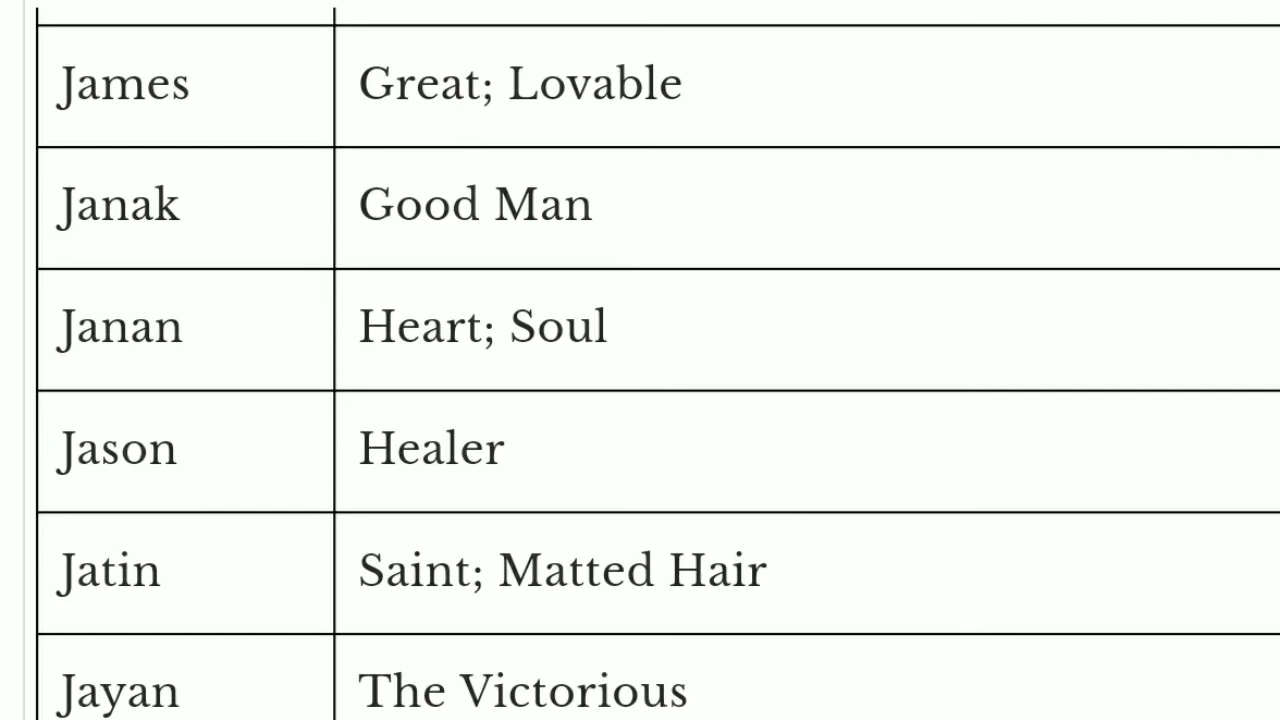 James Great; Lovable
Janak Good Man
Janan Heart; Soul
Jason Healer
Jatin Saint; Matted Hair
Jayan The Victorious